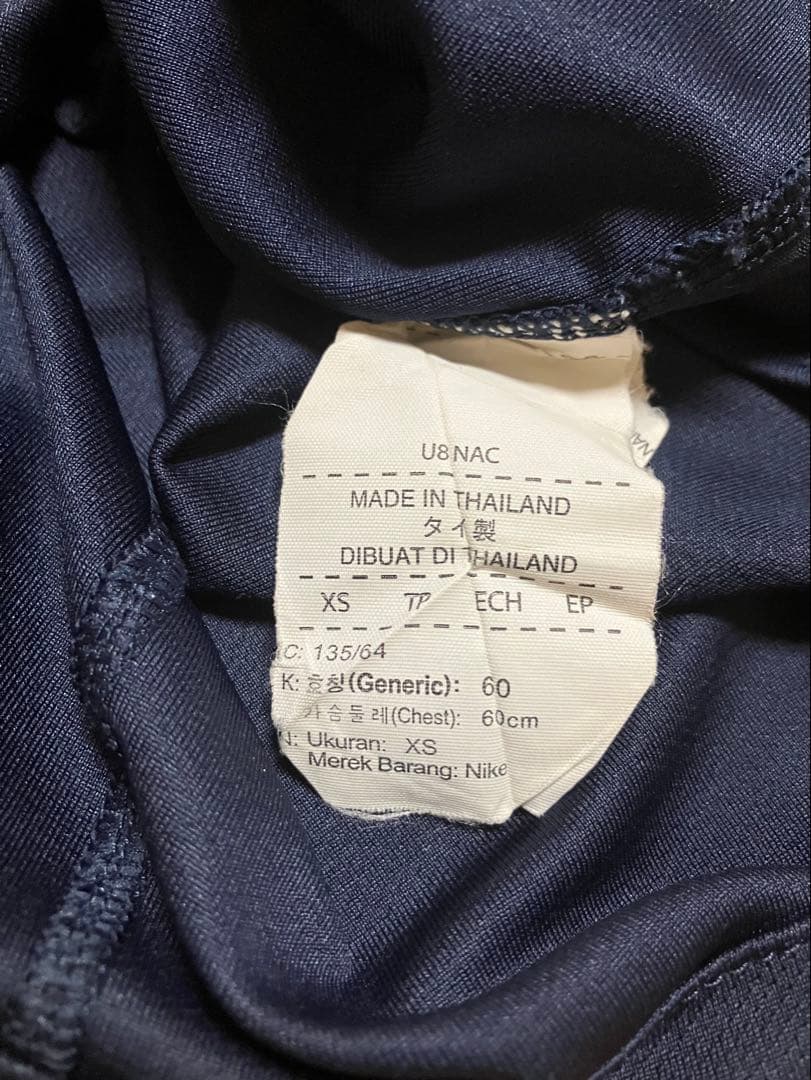 U8 NAC
MADE IN THAILAND
タイ製
DIBUAT DI THAILAND
XS TP ECH EP
C: 135/64
K: 호칭(Generic): 60
가슴둘레(Chest): 60cm
Ukuran: XS
Merek Barang: Nike